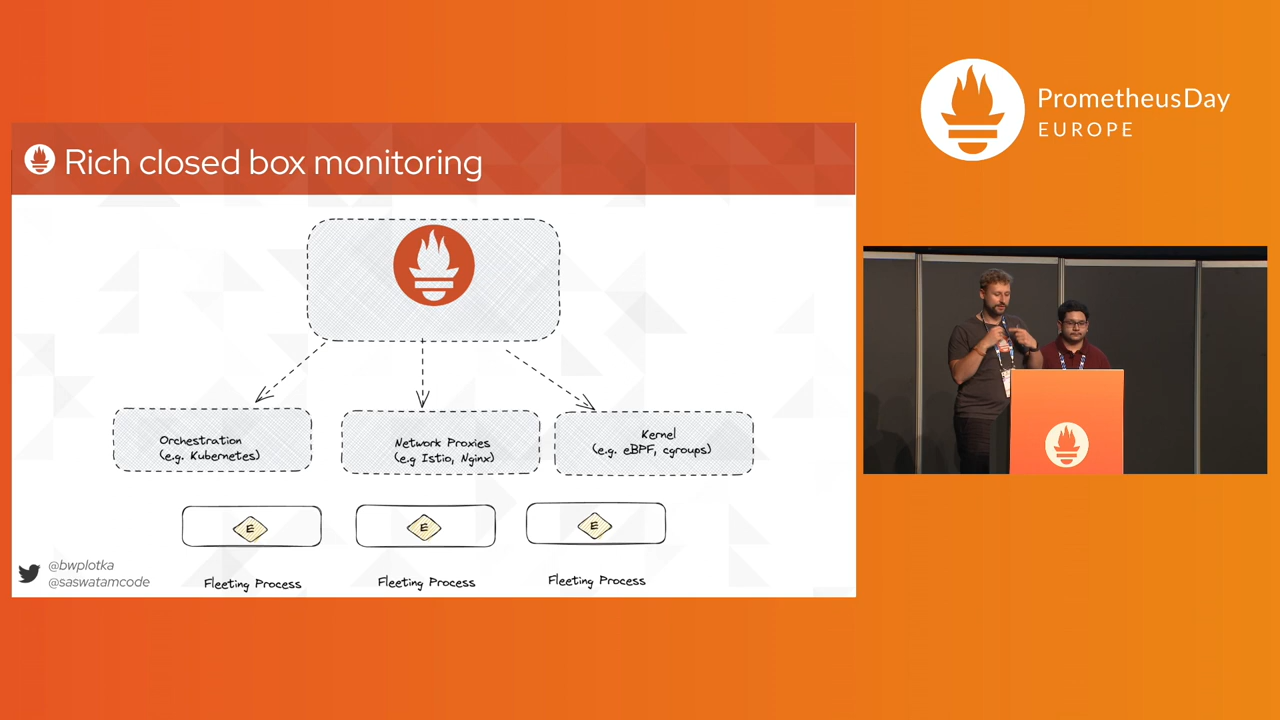 PrometheusDay
EUROPE
Rich closed box monitoring
Orchestration
(e.g. Kubernetes)
Network Proxies
(e.g Istio, Nginx)
Kernel
(e.g. eBPF, cgroups)
E
E
E
Fleeting Process
Fleeting Process
Fleeting Process
@bwplotka
@saswatamcode